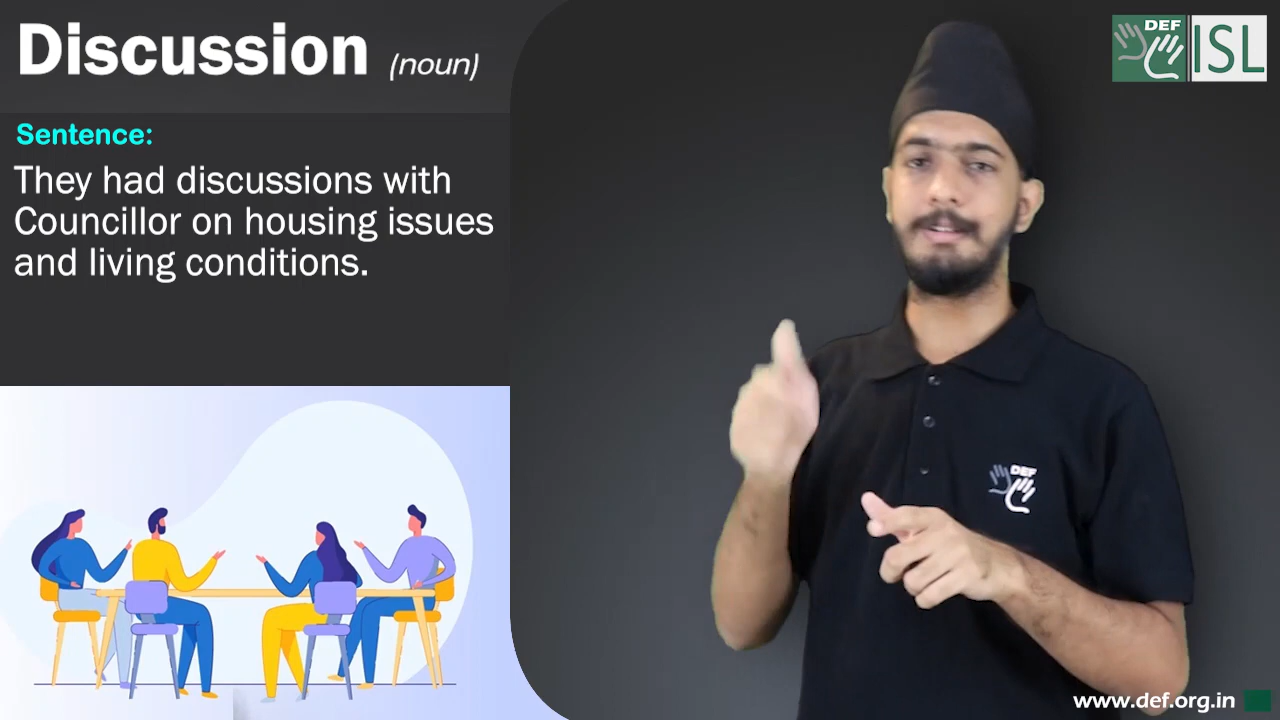 Discussion (noun)
Sentence:
They had discussions with
Councillor on housing issues
and living conditions.
DEF
ISL
DEF
www.def.org.in